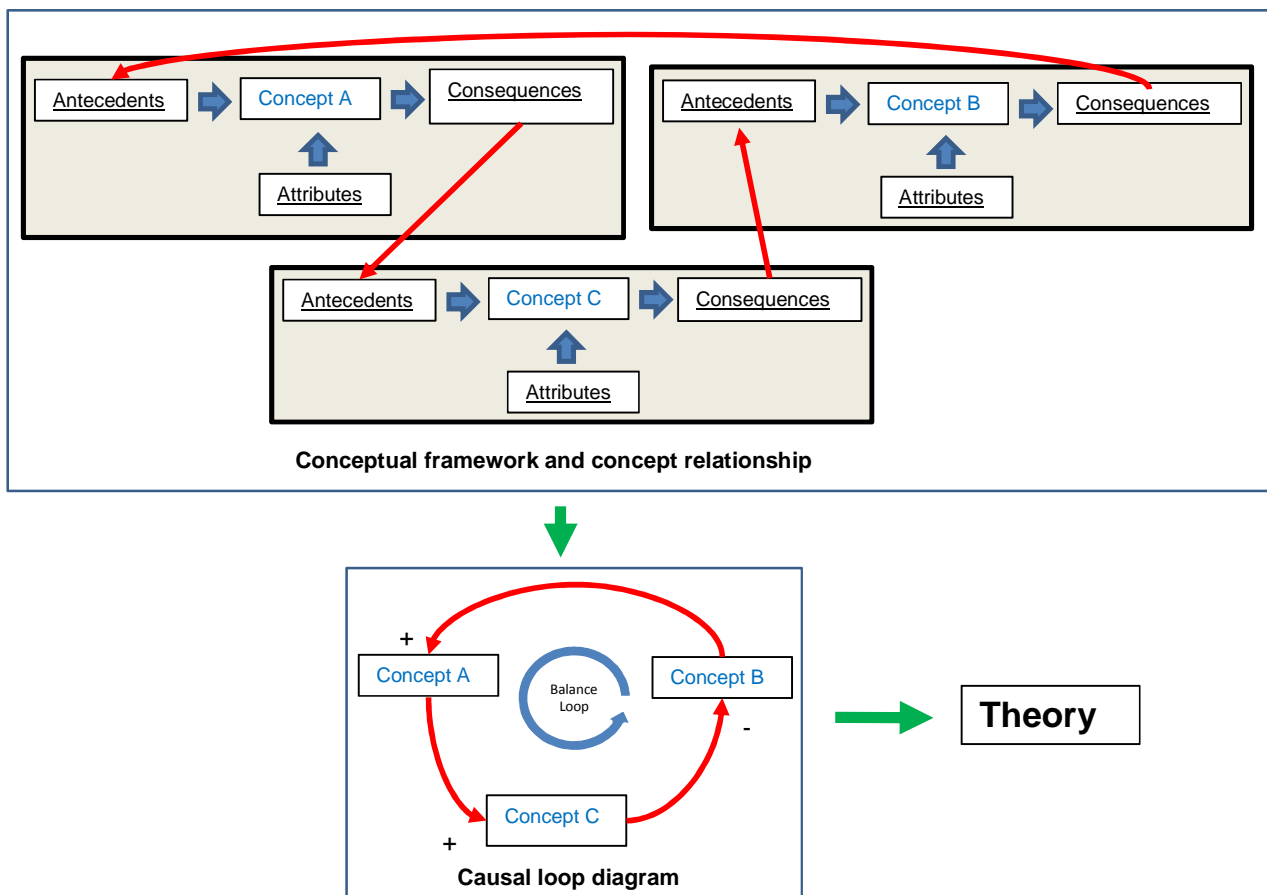 Antecedents
Concept A
Consequences
Attributes
Antecedents
Concept B
Consequences
Attributes
Antecedents
Concept C
Consequences
Attributes
Conceptual framework and concept relationship
+
Concept A
Balance
Loop
Concept B
-
Concept C
+
Causal loop diagram
Theory